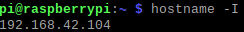 pi@raspberrypi:~ $ hostname -I
192.168.42.104